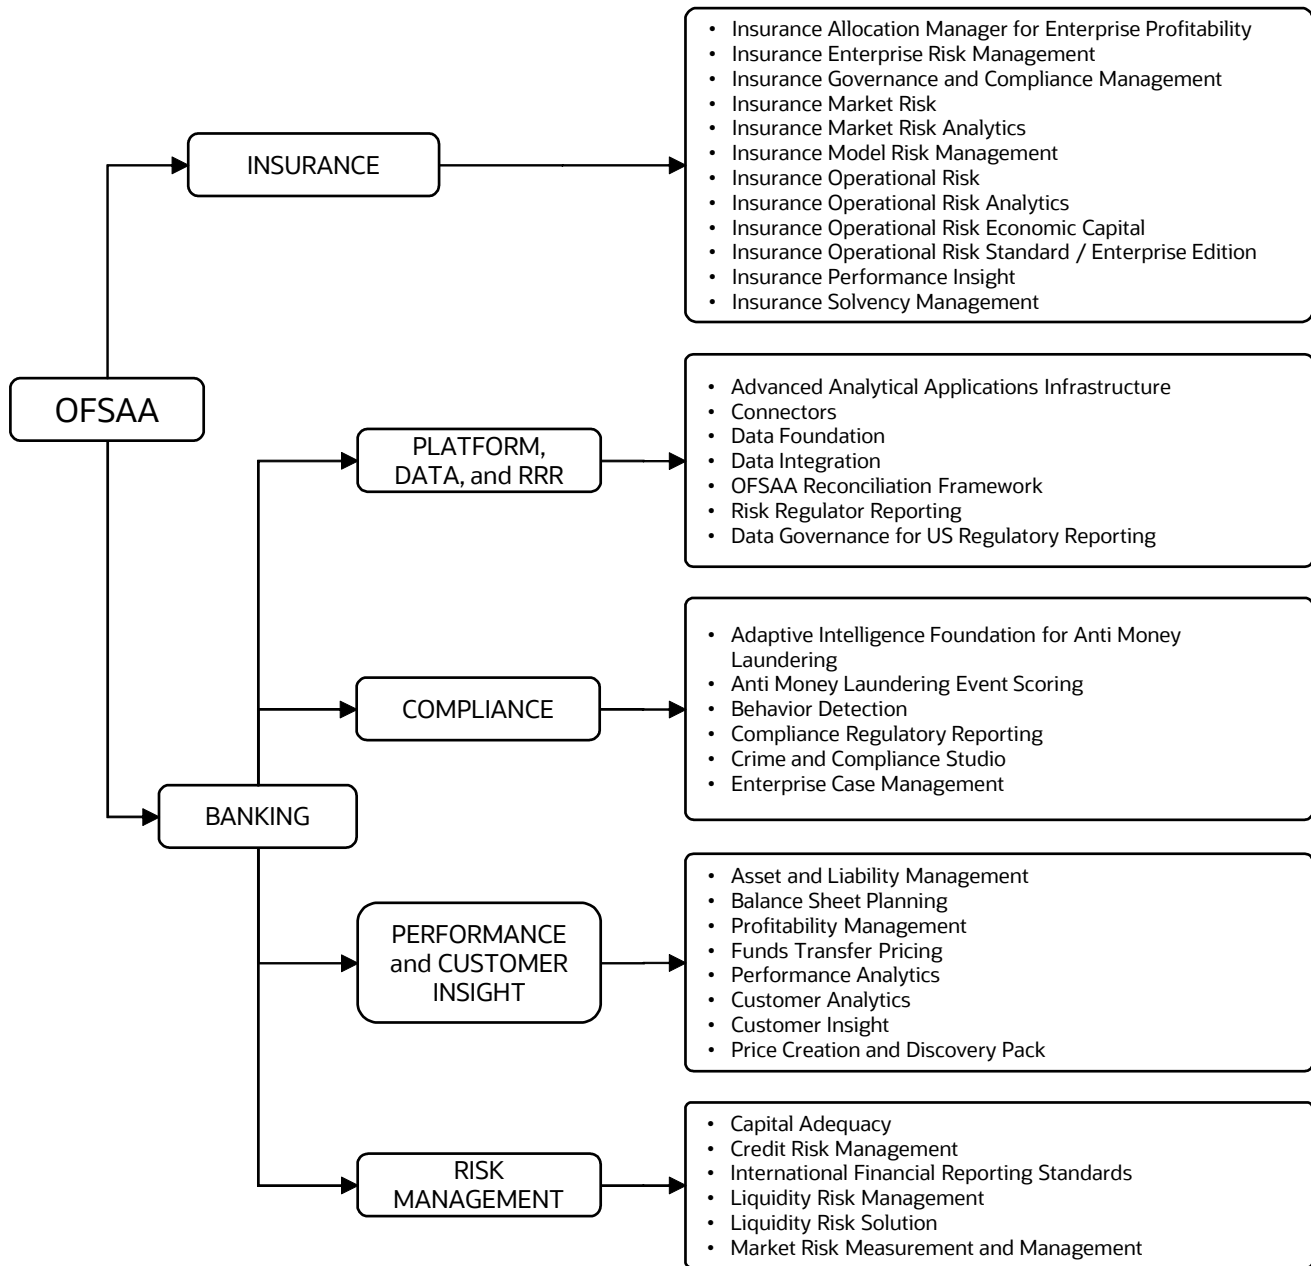 OFSAA
INSURANCE
• Insurance Allocation Manager for Enterprise Profitability
• Insurance Enterprise Risk Management
• Insurance Governance and Compliance Management
• Insurance Market Risk
• Insurance Market Risk Analytics
• Insurance Model Risk Management
• Insurance Operational Risk
• Insurance Operational Risk Analytics
• Insurance Operational Risk Economic Capital
• Insurance Operational Risk Standard / Enterprise Edition
• Insurance Performance Insight
• Insurance Solvency Management
BANKING
PLATFORM,
DATA, and RRR
• Advanced Analytical Applications Infrastructure
• Connectors
• Data Foundation
• Data Integration
• OFSAA Reconciliation Framework
• Risk Regulator Reporting
• Data Governance for US Regulatory Reporting
COMPLIANCE
• Adaptive Intelligence Foundation for Anti Money
Laundering
• Anti Money Laundering Event Scoring
• Behavior Detection
• Compliance Regulatory Reporting
• Crime and Compliance Studio
• Enterprise Case Management
PERFORMANCE
and CUSTOMER
INSIGHT
• Asset and Liability Management
• Balance Sheet Planning
• Profitability Management
• Funds Transfer Pricing
• Performance Analytics
• Customer Analytics
• Customer Insight
• Price Creation and Discovery Pack
RISK
MANAGEMENT
• Capital Adequacy
• Credit Risk Management
• International Financial Reporting Standards
• Liquidity Risk Management
• Liquidity Risk Solution
• Market Risk Measurement and Management